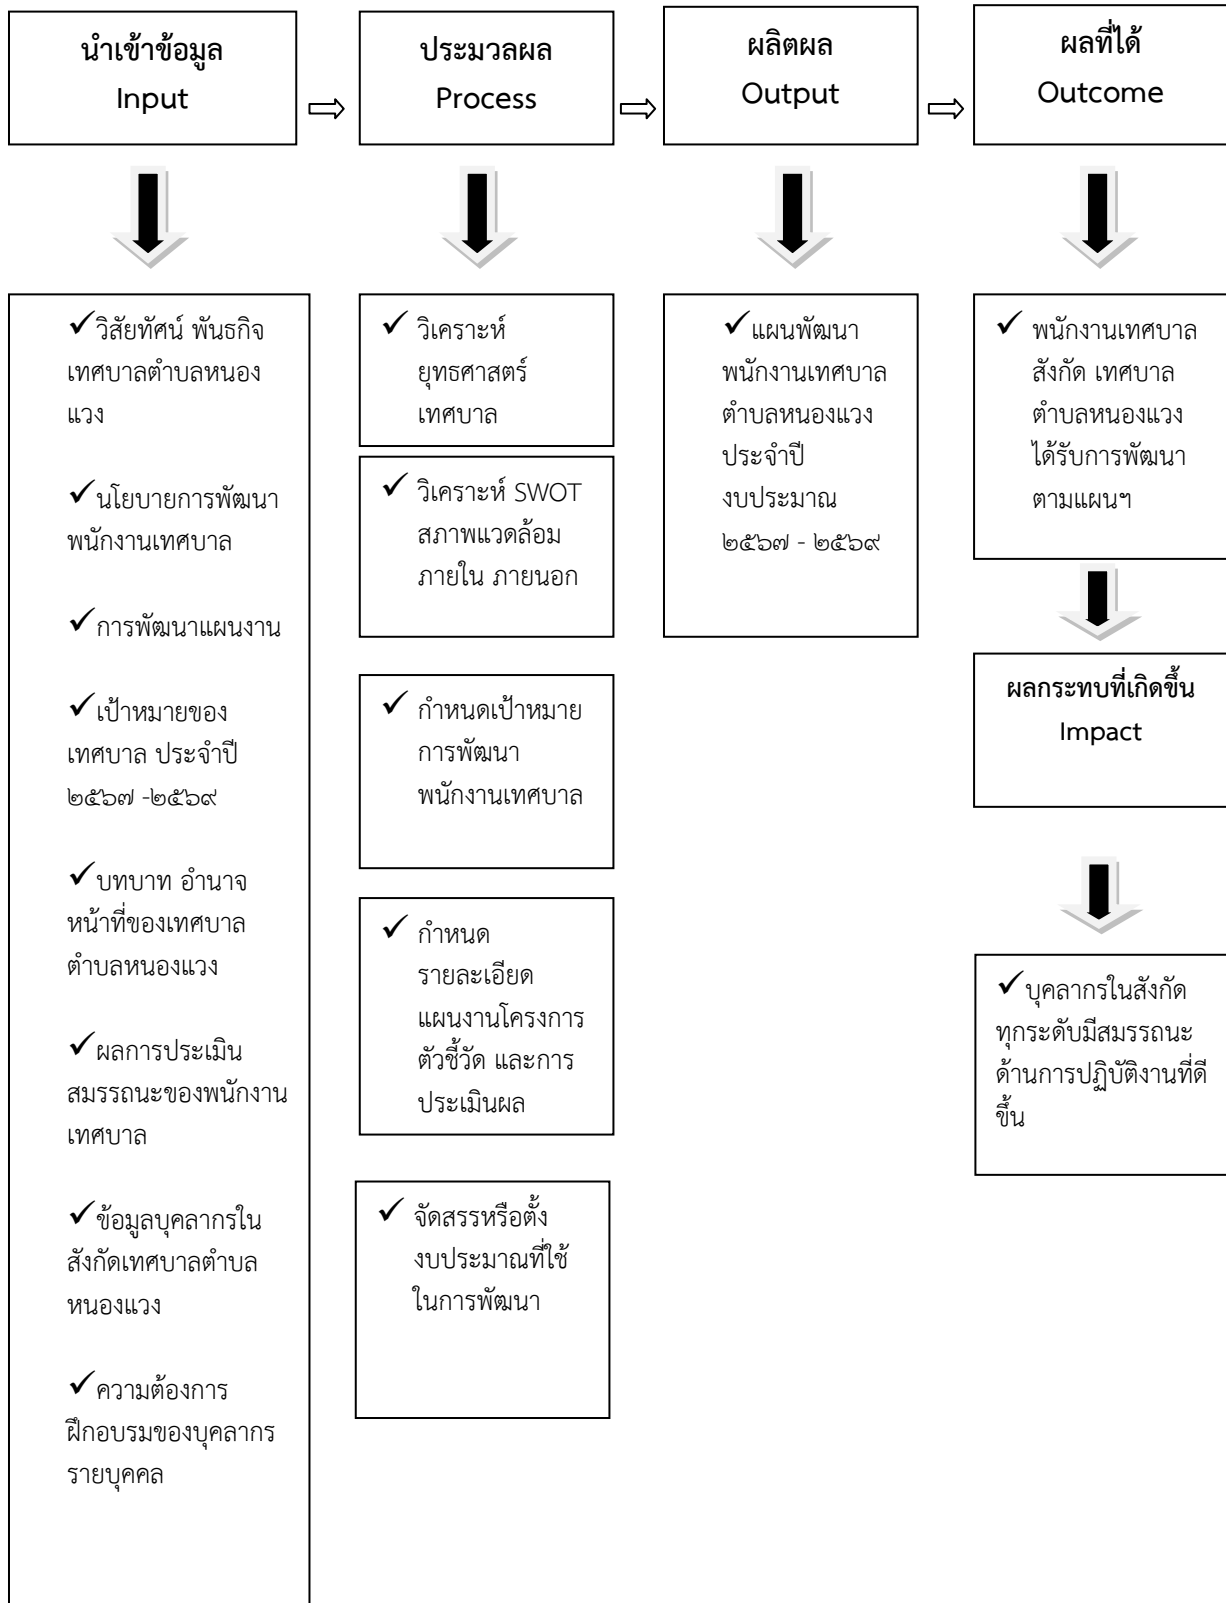 นำเข้าข้อมูล
Input
ประมวลผล
Process
ผลิตผล
Output
ผลที่ได้
Outcome
✓วิสัยทัศน์ พันธกิจ
เทศบาลตำบลหนอง
แวง
✓นโยบายการพัฒนา
พนักงานเทศบาล
✓การพัฒนาแผนงาน
✓เป้าหมายของ
เทศบาล ประจำปี
๒๕๖๗ -๒๕๖๙
✓บทบาท อำนาจ
หน้าที่ของเทศบาล
ตำบลหนองแวง
✓ผลการประเมิน
สมรรถนะของพนักงาน
เทศบาล
✓ข้อมูลบุคลากรใน
สังกัดเทศบาลตำบล
หนองแวง
✓ความต้องการ
ฝึกอบรมของบุคลากร
รายบุคคล
✓ วิเคราะห์
ยุทธศาสตร์
เทศบาล
✓ วิเคราะห์ SWOT
สภาพแวดล้อม
ภายใน ภายนอก
✓ กำหนดเป้าหมาย
การพัฒนา
พนักงานเทศบาล
✓ กำหนด
รายละเอียด
แผนงานโครงการ
ตัวชี้วัด และการ
ประเมินผล
✓ จัดสรรหรือตั้ง
งบประมาณที่ใช้
ในการพัฒนา
✓แผนพัฒนา
พนักงานเทศบาล
ตำบลหนองแวง
ประจำปี
งบประมาณ
๒๕๖๗ - ๒๕๖๙
✓ พนักงานเทศบาล
สังกัด เทศบาล
ตำบลหนองแวง
ได้รับการพัฒนา
ตามแผนฯ
ผลกระทบที่เกิดขึ้น
Impact
✓บุคลากรในสังกัด
ทุกระดับมีสมรรถนะ
ด้านการปฏิบัติงานที่ดี
ขึ้น